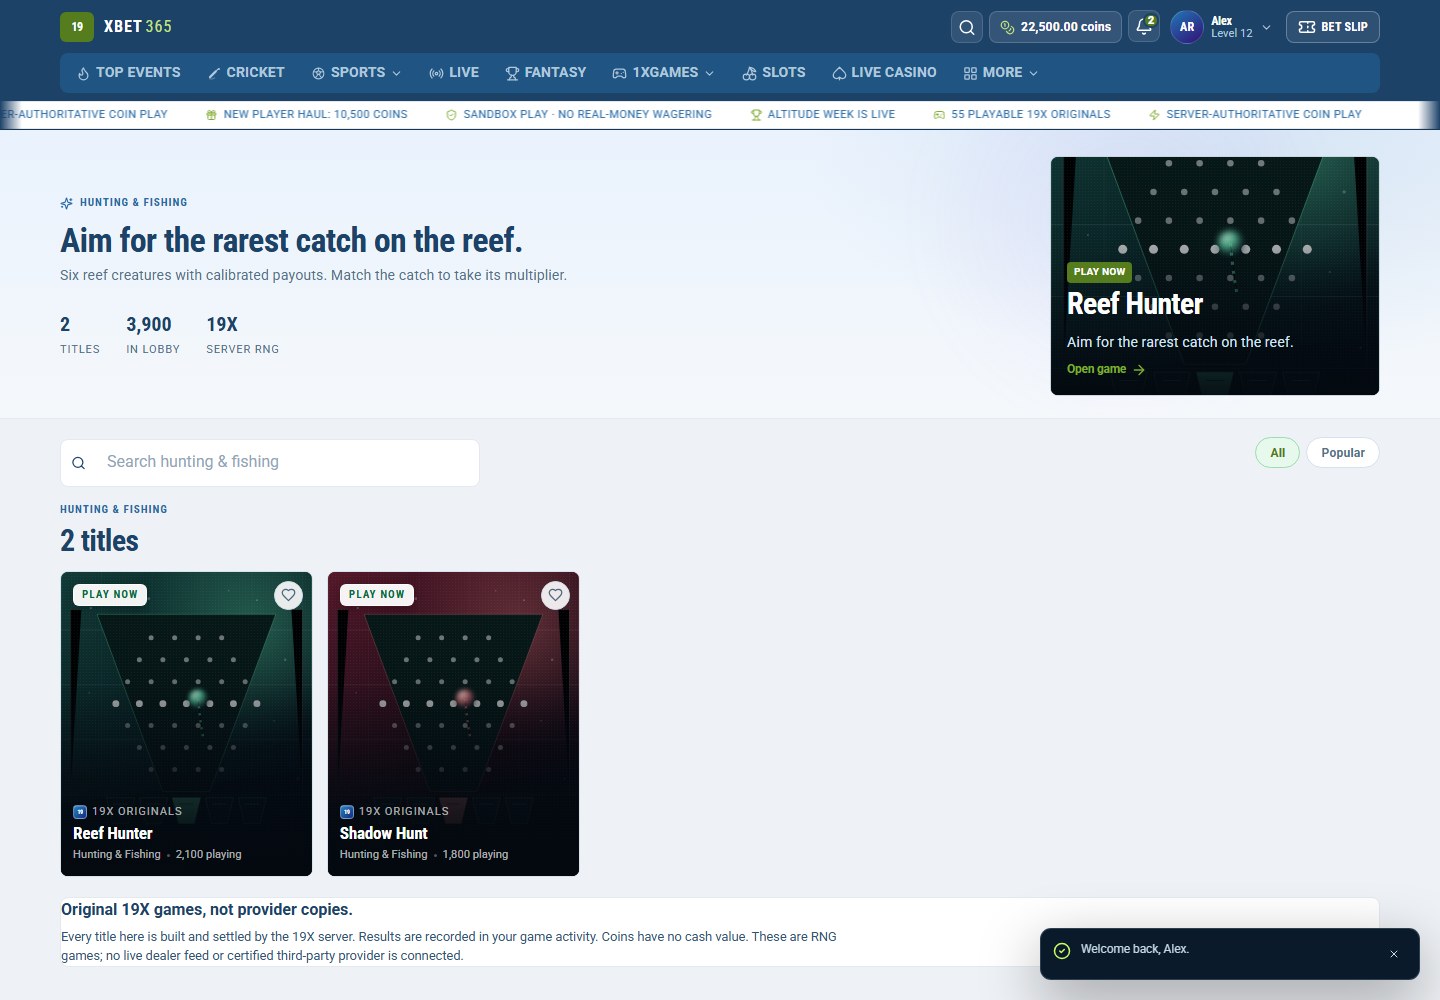 19 XBET 365
22,500.00 coins
2
AR
Alex
Level 12
BET SLIP
TOP EVENTS CRICKET SPORTS LIVE FANTASY 1XGAMES SLOTS LIVE CASINO MORE
ER-AUTHORITATIVE COIN PLAY NEW PLAYER HAUL: 10,500 COINS SANDBOX PLAY · NO REAL-MONEY WAGERING ALTITUDE WEEK IS LIVE 55 PLAYABLE 19X ORIGINALS SERVER-AUTHORITATIVE COIN PLAY
HUNTING & FISHING
Aim for the rarest catch on the reef.
Six reef creatures with calibrated payouts. Match the catch to take its multiplier.
2 3,900 19X
TITLES IN LOBBY SERVER RNG
PLAY NOW
Reef Hunter
Aim for the rarest catch on the reef.
Open game
Search hunting & fishing
All Popular
HUNTING & FISHING
2 titles
PLAY NOW
19 19X ORIGINALS
Reef Hunter
Hunting & Fishing • 2,100 playing
PLAY NOW
19 19X ORIGINALS
Shadow Hunt
Hunting & Fishing • 1,800 playing
Original 19X games, not provider copies.
Every title here is built and settled by the 19X server. Results are recorded in your game activity. Coins have no cash value. These are RNG
games; no live dealer feed or certified third-party provider is connected.
Welcome back, Alex.